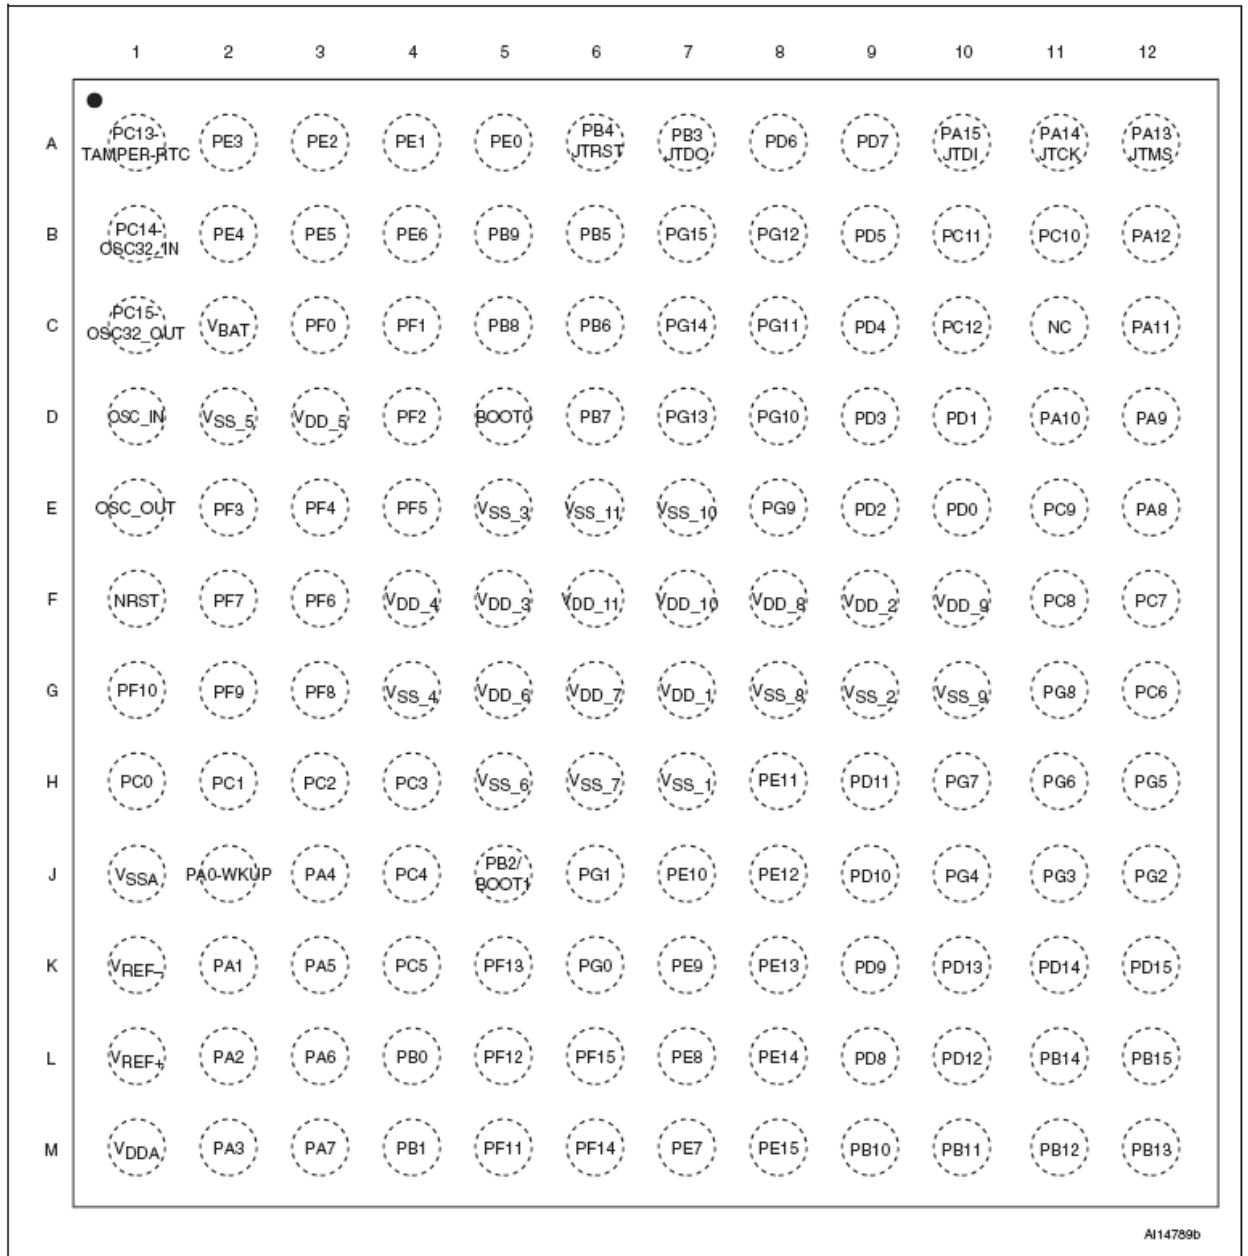 1 2 3 4 5 6 7 8 9 10 11 12
A PC13-TAMPER-RTC PE3 PE2 PE1 PE0 PB4 JTRST PB3 JTDO PD6 PD7 PA15 JTDI PA14 JTCK PA13 JTMS
B PC14-OSC32_IN PE4 PE5 PE6 PB9 PB5 PG15 PG12 PD5 PC11 PC10 PA12
C PC15-OSC32_OUT VBAT PF0 PF1 PB8 PB6 PG14 PG11 PD4 PC12 NC PA11
D OSC_IN VSS_5 VDD_5 PF2 BOOT0 PB7 PG13 PG10 PD3 PD1 PA10 PA9
E OSC_OUT PF3 PF4 PF5 VSS_3 VSS_11 VSS_10 PG9 PD2 PD0 PC9 PA8
F NRST PF7 PF6 VDD_4 VDD_3 VDD_11 VDD_10 VDD_8 VDD_2 VDD_9 PC8 PC7
G PF10 PF9 PF8 VSS_4 VDD_6 VDD_7 VDD_1 VSS_8 VSS_2 VSS_9 PG8 PC6
H PC0 PC1 PC2 PC3 VSS_6 VSS_7 VSS_1 PE11 PD11 PG7 PG6 PG5
J VSSA PA0-WKUP PA4 PC4 PB2/ BOOT1 PG1 PE10 PE12 PD10 PG4 PG3 PG2
K VREF– PA1 PA5 PC5 PF13 PG0 PE9 PE13 PD9 PD13 PD14 PD15
L VREF+ PA2 PA6 PB0 PF12 PF15 PE8 PE14 PD8 PD12 PB14 PB15
M VDDA PA3 PA7 PB1 PF11 PF14 PE7 PE15 PB10 PB11 PB12 PB13
AI14789b